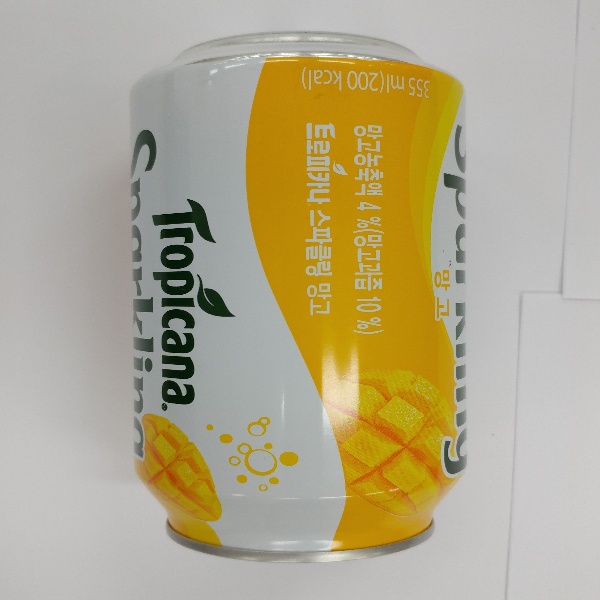 Tropicana
Sparkling
트로피카나 스파클링 망고
망고농축액 4 %(망고과즙 10 %)
355 ml(200 kcal)
Sparkling
망고